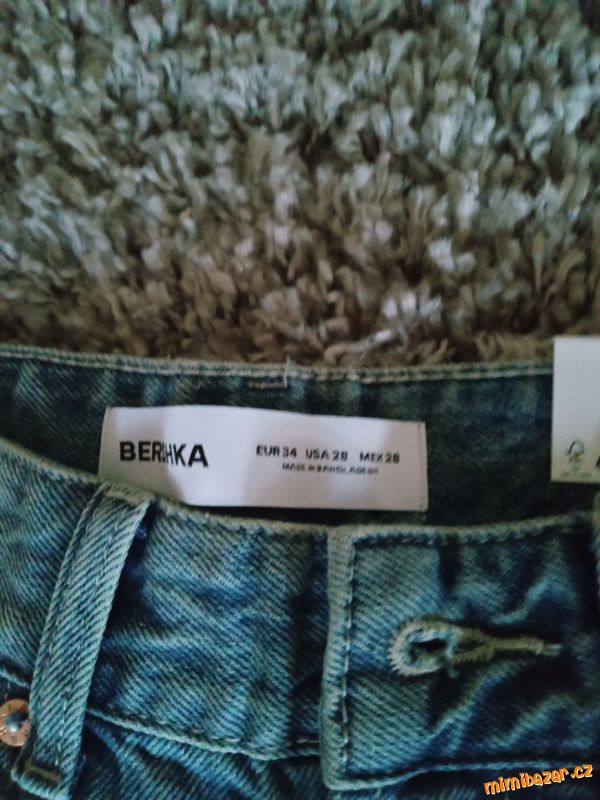 BERSHKA
EUR 34 USA 28 MEX 28
MADE IN BANGLADESH
mimibazar.cz